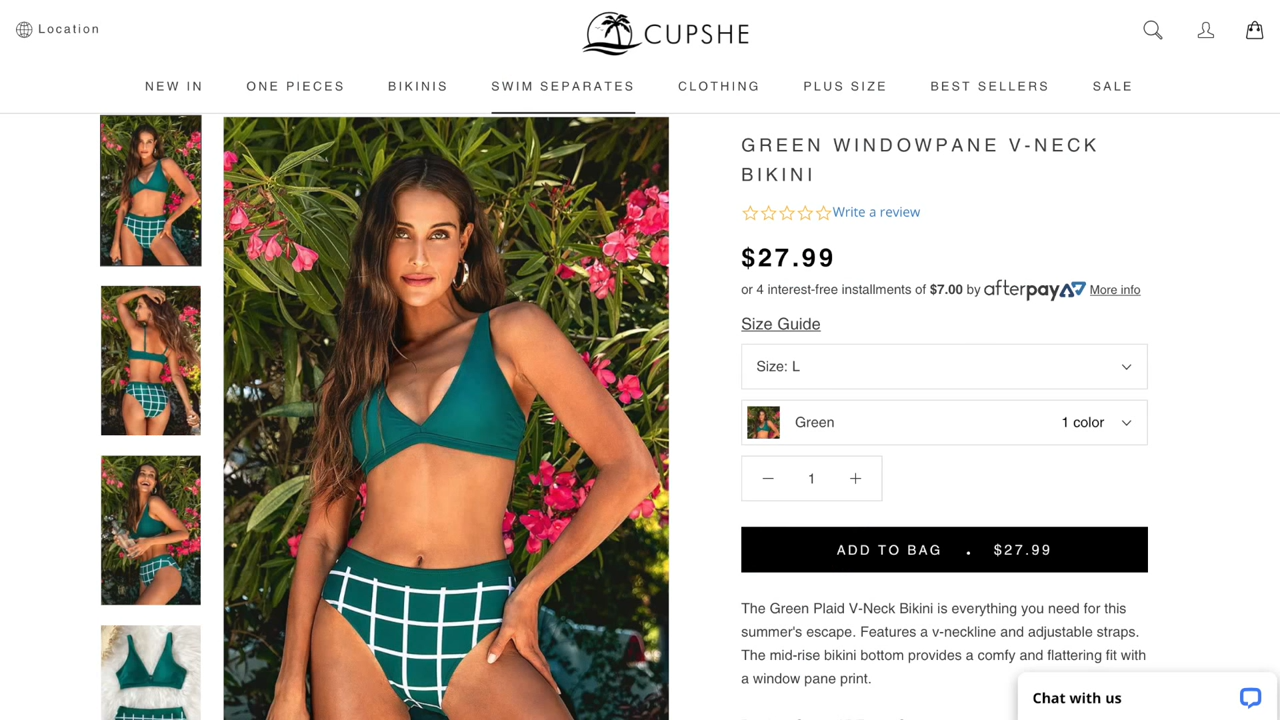 Location
CUPSHE
NEW IN ONE PIECES BIKINIS SWIM SEPARATES CLOTHING PLUS SIZE BEST SELLERS SALE
GREEN WINDOWPANE V-NECK
BIKINI
Write a review
$27.99
or 4 interest-free installments of $7.00 by afterpay More info
Size Guide
Size: L
Green 1 color
1
ADD TO BAG . $27.99
The Green Plaid V-Neck Bikini is everything you need for this
summer's escape. Features a v-neckline and adjustable straps.
The mid-rise bikini bottom provides a comfy and flattering fit with
a window pane print.
Chat with us